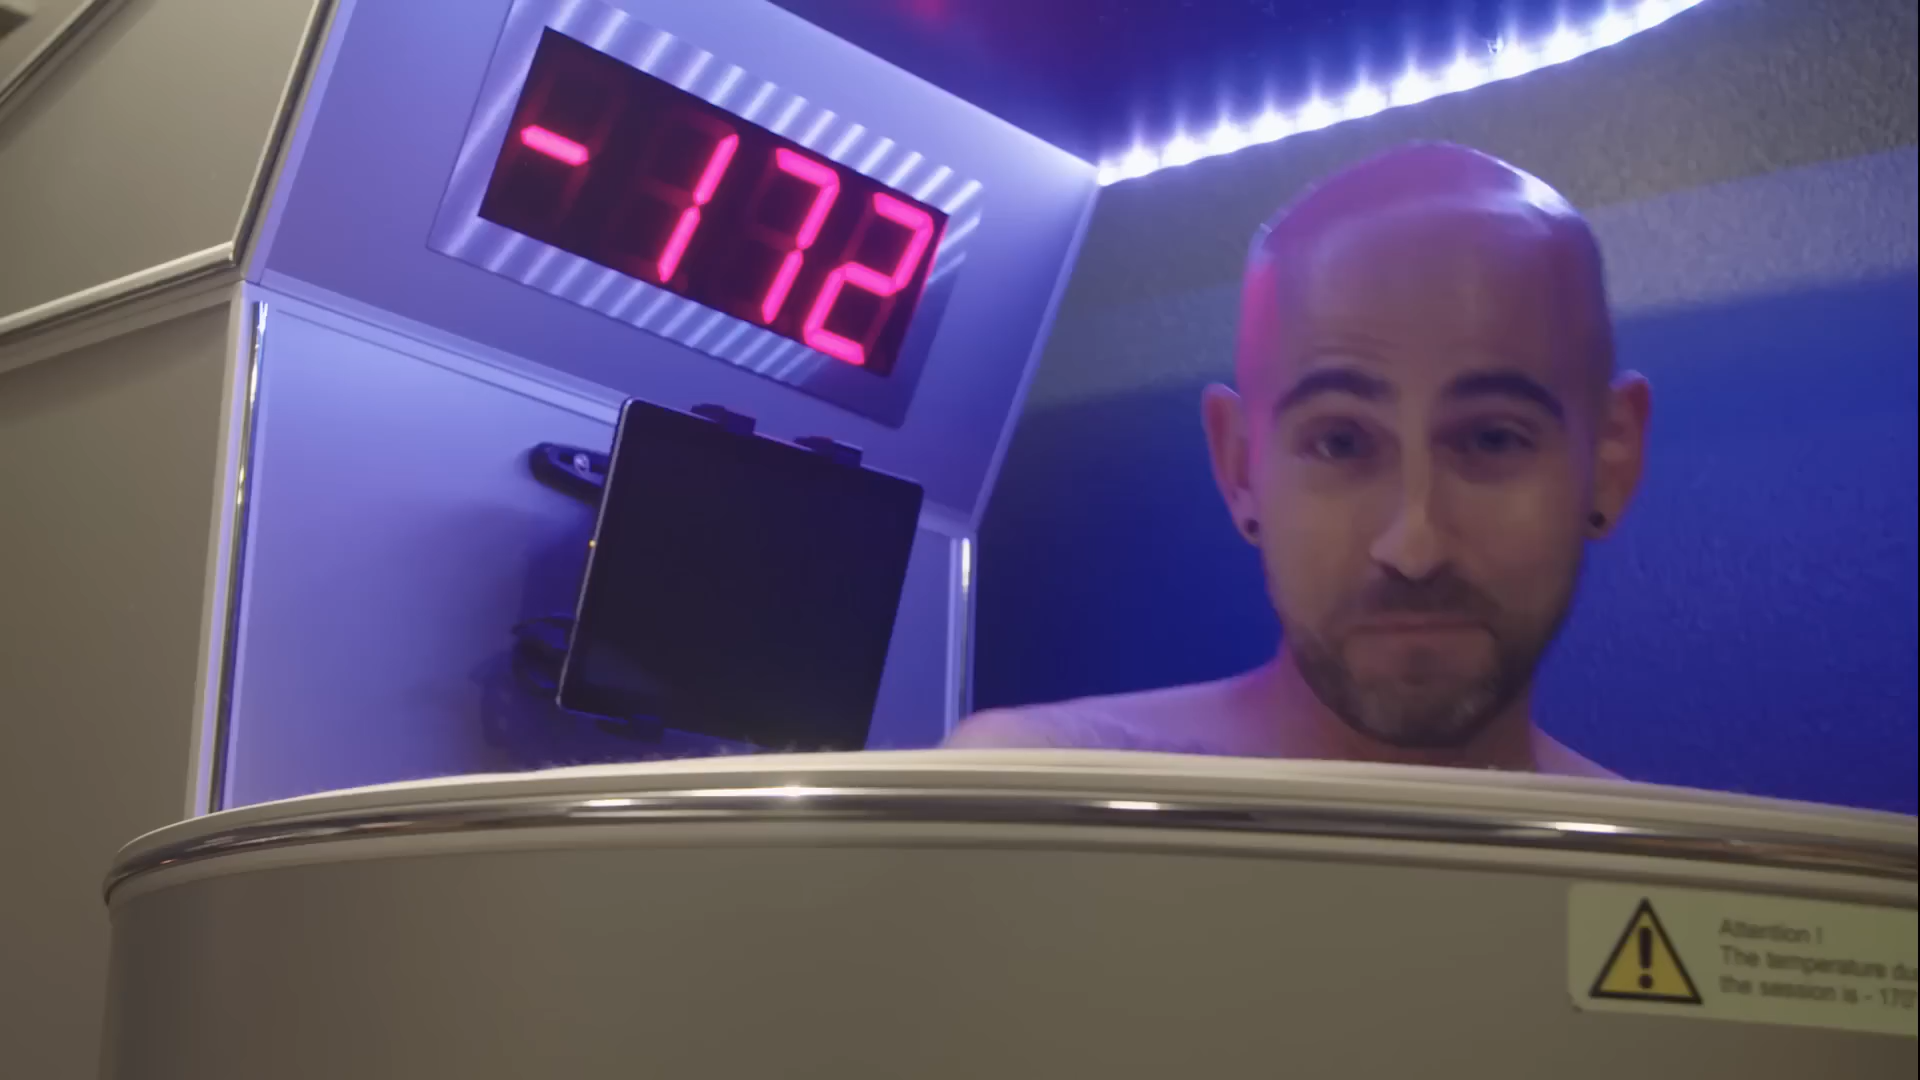 -172
Attention !
The temperature du
the session is - 170